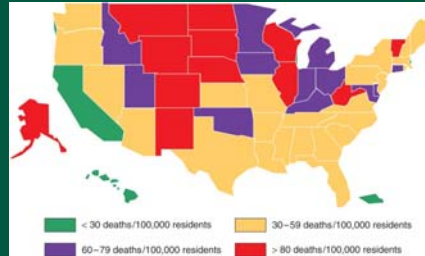 < 30 deaths/100,000 residents 30–59 deaths/100,000 residents
60–79 deaths/100,000 residents > 80 deaths/100,000 residents